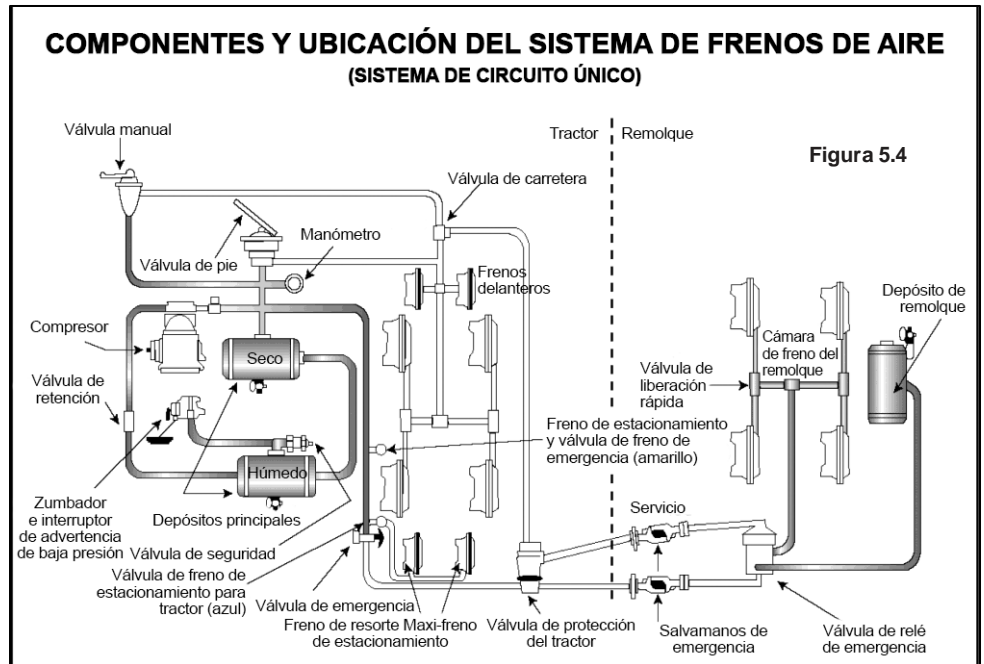 COMPONENTES Y UBICACIÓN DEL SISTEMA DE FRENOS DE AIRE
(SISTEMA DE CIRCUITO ÚNICO)
Válvula manual
Tractor
Remolque
Figura 5.4
Válvula de carretera
Válvula de pie
Manómetro
Frenos
delanteros
Depósito de
remolque
Compresor
Seco
Cámara
de freno del
remolque
Válvula de
liberación
rápida
Válvula de
retención
Freno de estacionamiento
y válvula de freno de
emergencia (amarillo)
Húmedo
Zumbador
e interruptor
de advertencia
de baja presión
Depósitos principales
Servicio
Válvula de seguridad
Válvula de freno de
estacionamiento para
tractor (azul)
Válvula de emergencia
Freno de resorte Maxi-freno
de estacionamiento
Válvula de protección
del tractor
Salvamanos de
emergencia
Válvula de relé
de emergencia